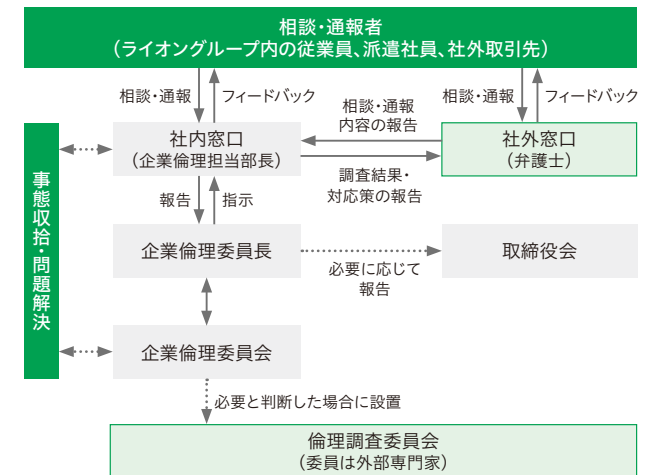 相談・通報者
（ライオングループ内の従業員、派遣社員、社外取引先）
相談・通報
フィードバック
相談・通報
内容の報告
相談・通報
フィードバック
社内窓口
（企業倫理担当部長）
社外窓口
（弁護士）
調査結果・
対応策の報告
事態収拾・問題解決
報告
指示
企業倫理委員長
取締役会
必要に応じて
報告
企業倫理委員会
必要と判断した場合に設置
倫理調査委員会
（委員は外部専門家）